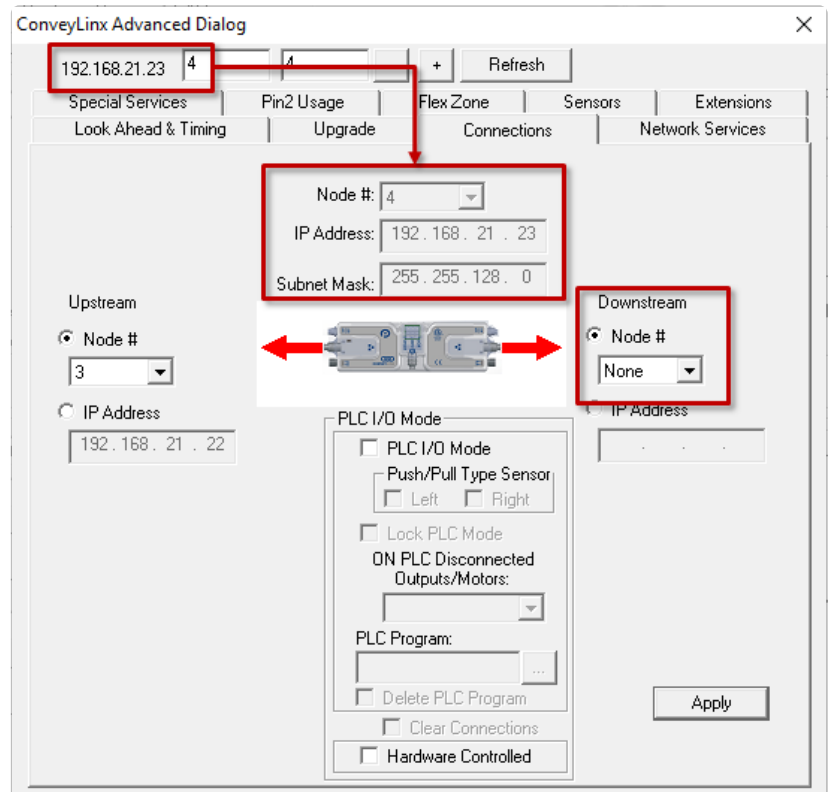 ConveyLinx Advanced Dialog
192.168.21.23 4 4 + Refresh
Special Services Pin2 Usage Flex Zone Sensors Extensions
Look Ahead & Timing Upgrade Connections Network Services
Node #: 4
IP Address: 192 . 168 . 21 . 23
Subnet Mask: 255 . 255 . 128 . 0
Upstream
Node #
3
IP Address
192 . 168 . 21 . 22
Downstream
Node #
None
IP Address
. . .
PLC I/O Mode
PLC I/O Mode
Push/Pull Type Sensor
Left Right
Lock PLC Mode
ON PLC Disconnected
Outputs/Motors:
PLC Program:
...
Delete PLC Program
Clear Connections
Hardware Controlled
Apply